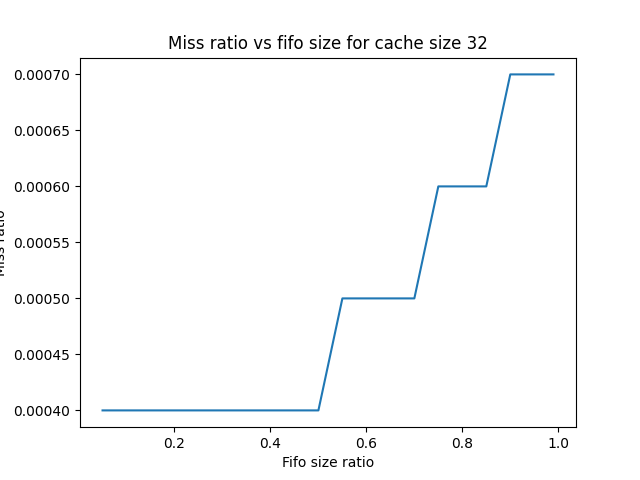 Miss ratio vs fifo size for cache size 32
0.00070
0.00065
0.00060
0.00055
0.00050
0.00045
0.00040
Miss ratio
0.2 0.4 0.6 0.8 1.0
Fifo size ratio